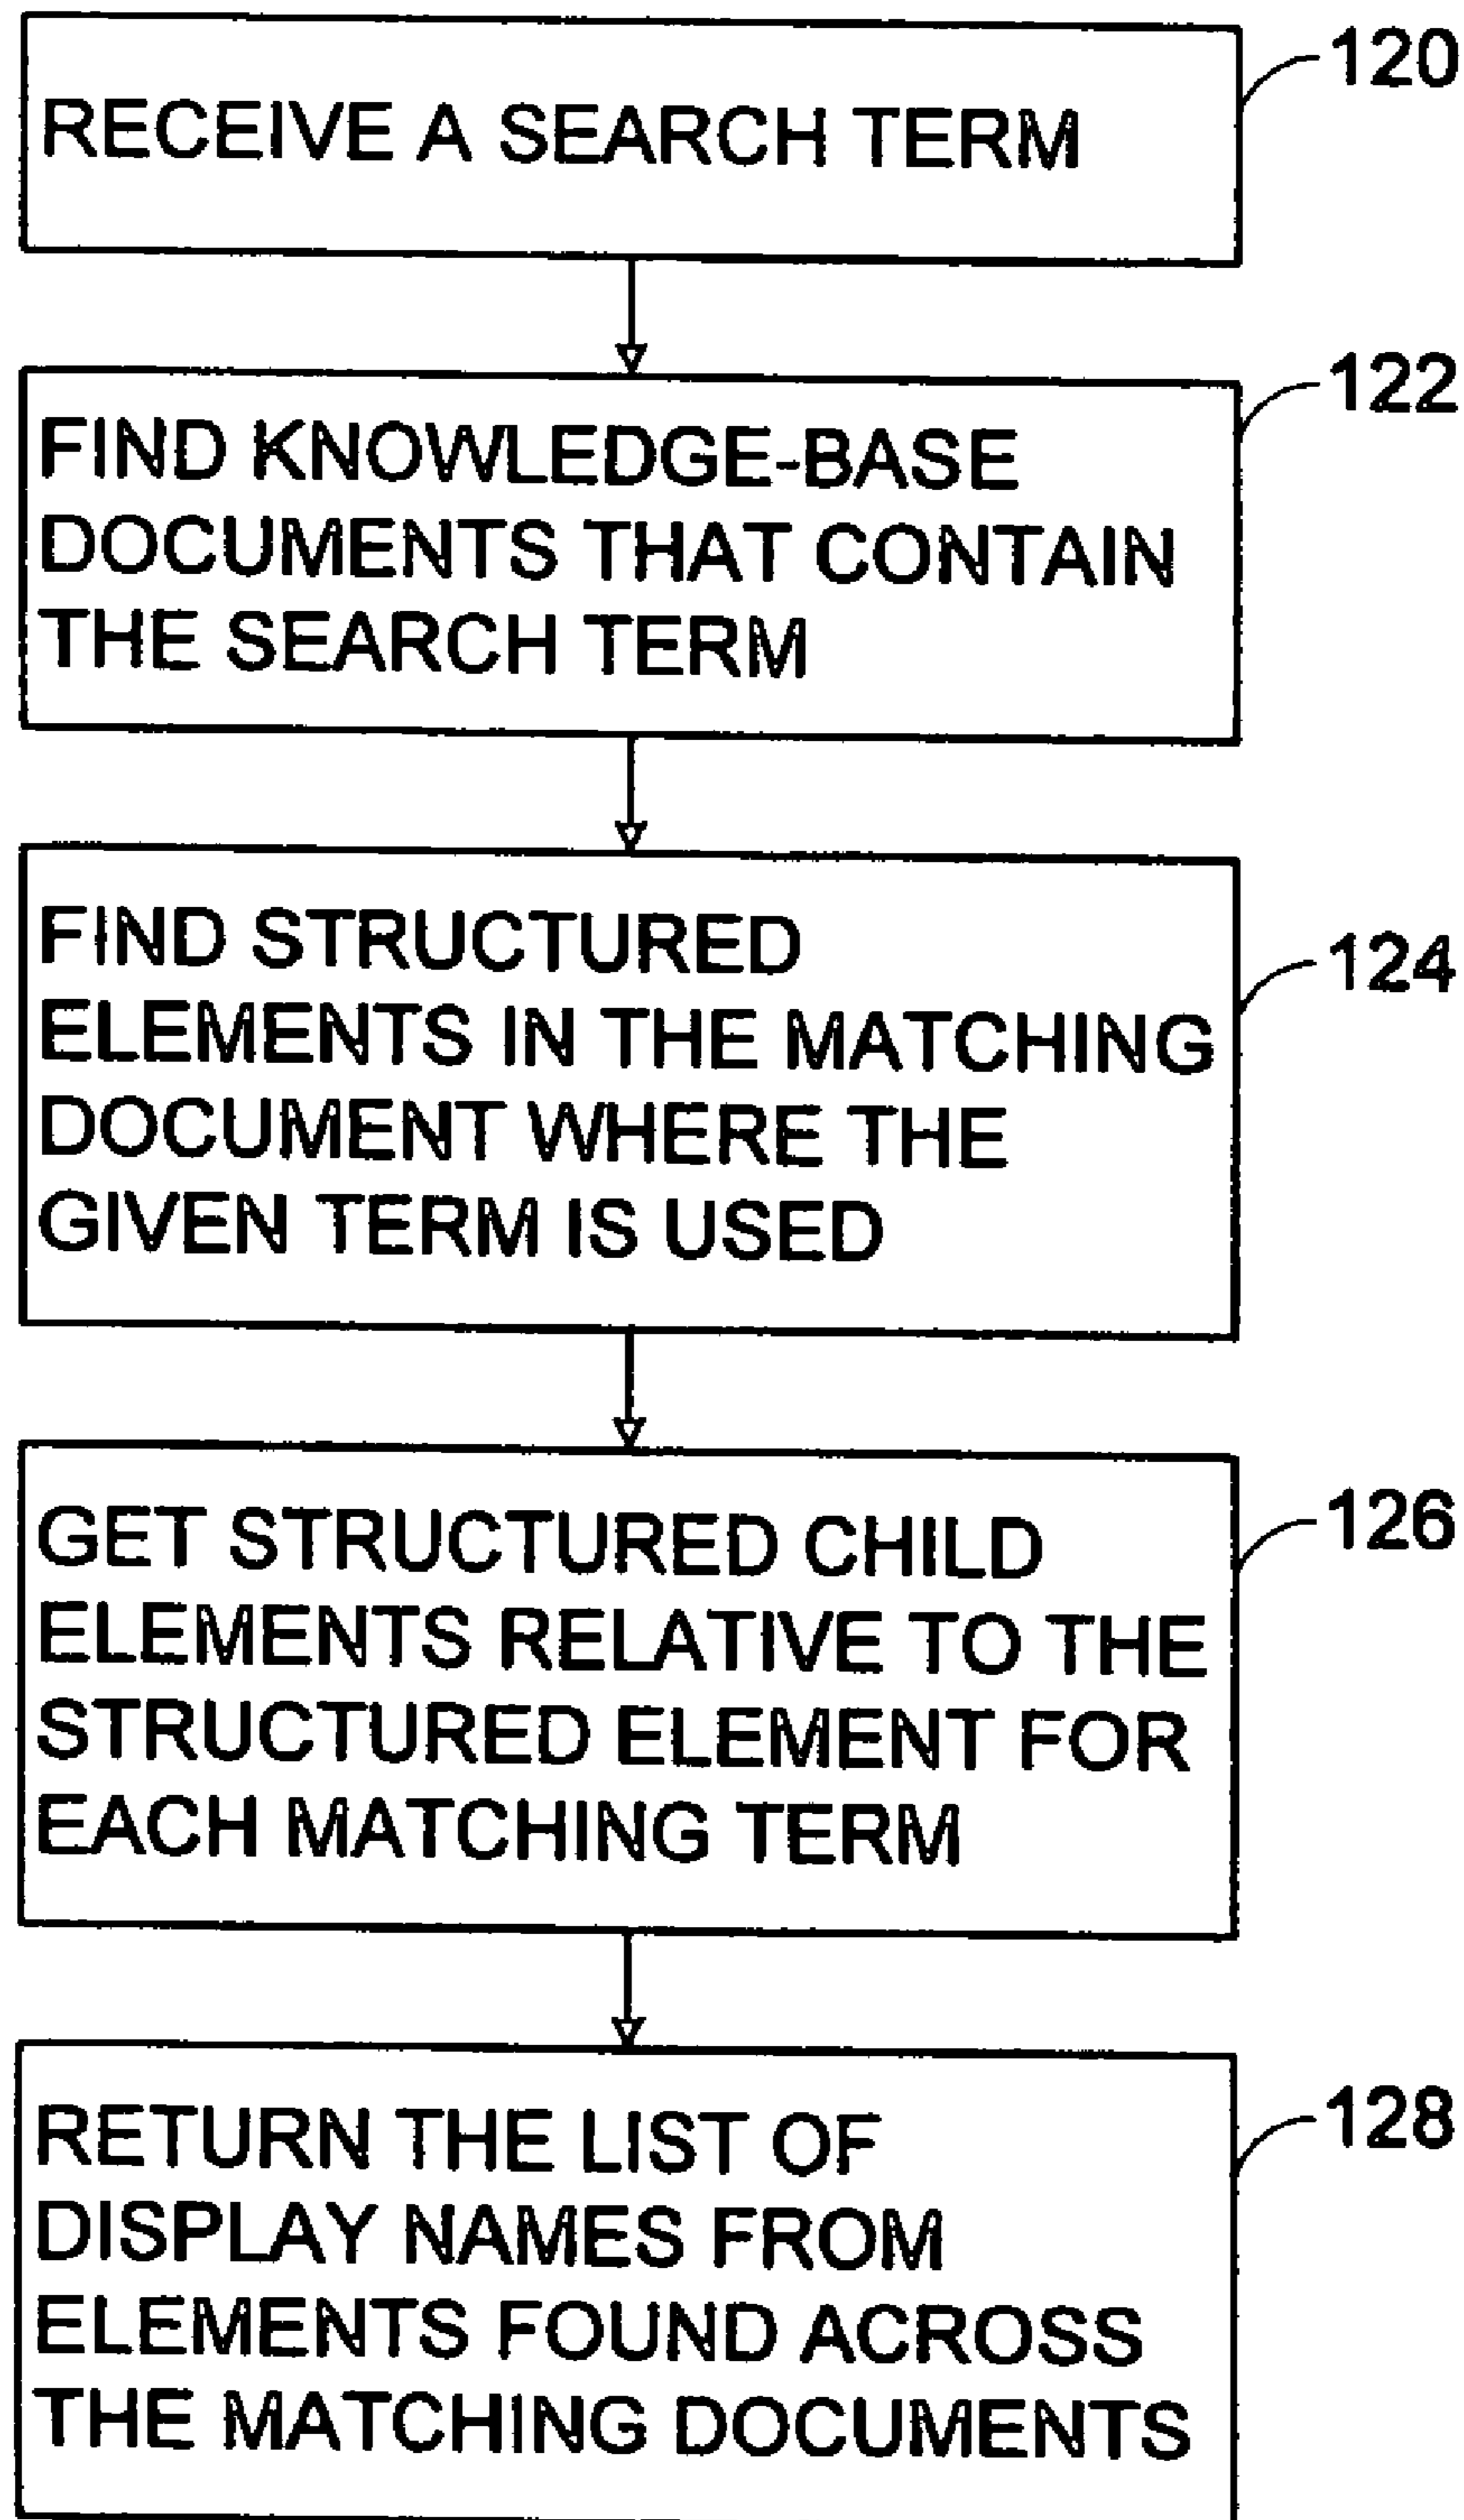 120
RECEIVE A SEARCH TERM
122
FIND KNOWLEDGE-BASE
DOCUMENTS THAT CONTAIN
THE SEARCH TERM
124
FIND STRUCTURED
ELEMENTS IN THE MATCHING
DOCUMENT WHERE THE
GIVEN TERM IS USED
126
GET STRUCTURED CHILD
ELEMENTS RELATIVE TO THE
STRUCTURED ELEMENT FOR
EACH MATCHING TERM
128
RETURN THE LIST OF
DISPLAY NAMES FROM
ELEMENTS FOUND ACROSS
THE MATCHING DOCUMENTS